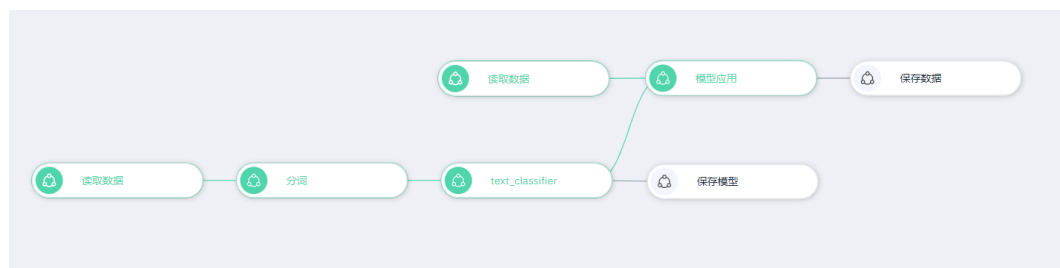 读取数据
模型应用
保存数据
读取数据
分词
text_classifier
保存模型